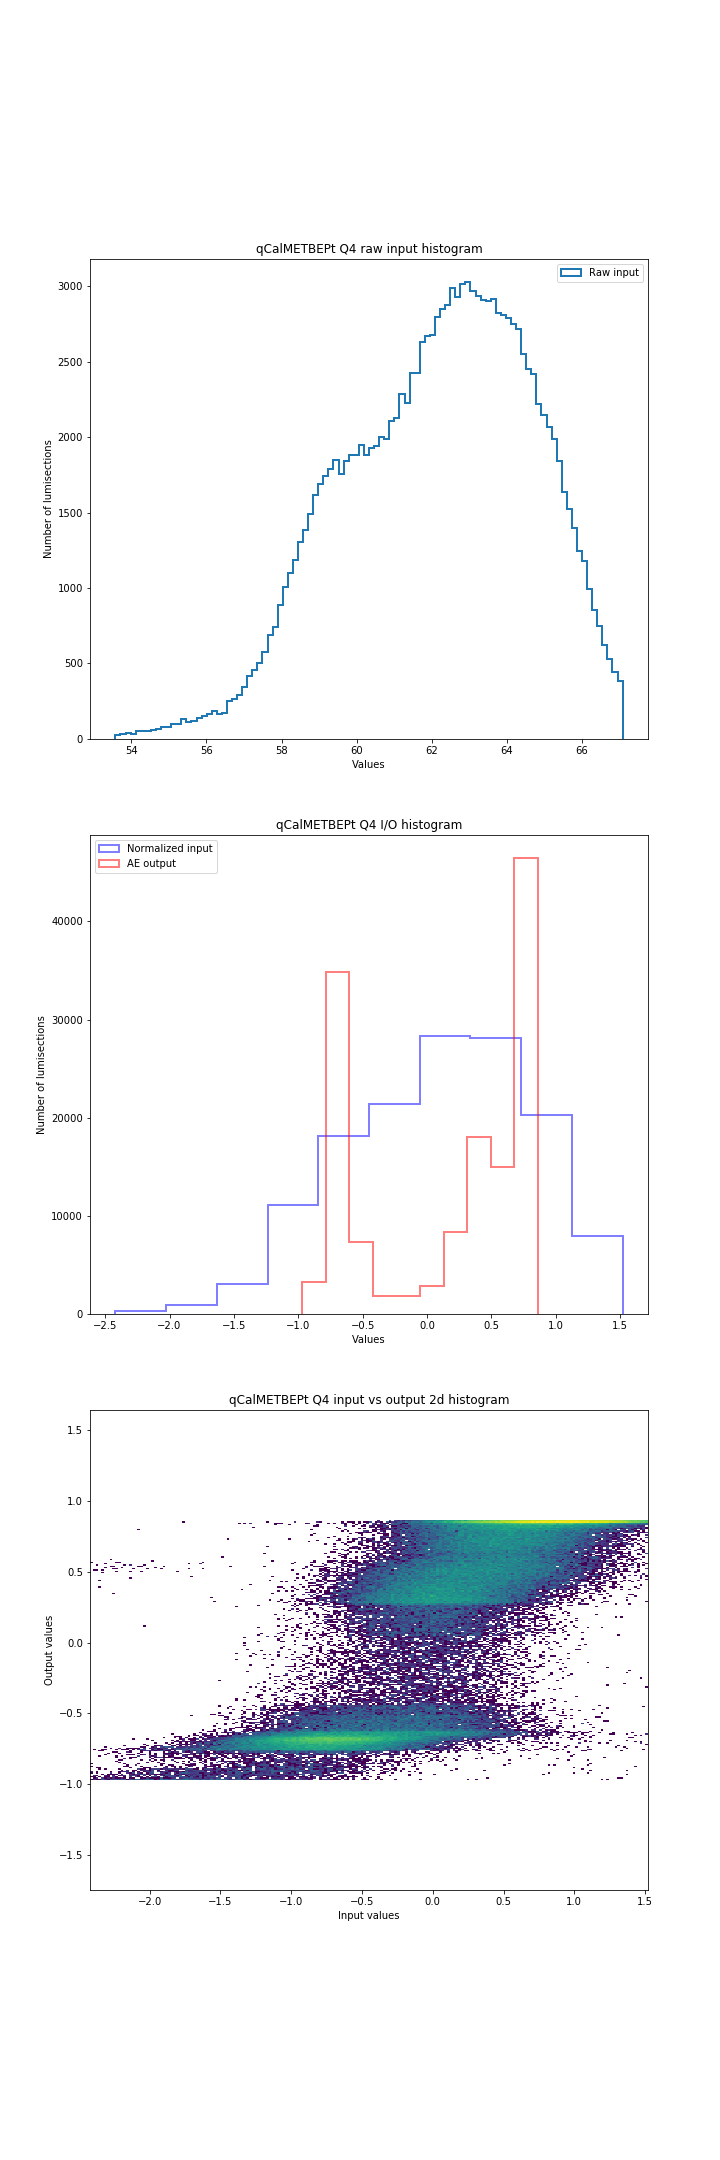 qCalMETBEPt Q4 raw input histogram
Raw input
3000
2500
2000
1500
1000
500
0
Number of lumisections
54 56 58 60 62 64 66
Values
qCalMETBEPt Q4 I/O histogram
Normalized input
AE output
40000
30000
20000
10000
0
Number of lumisections
−2.5 −2.0 −1.5 −1.0 −0.5 0.0 0.5 1.0 1.5
Values
qCalMETBEPt Q4 input vs output 2d histogram
1.5
1.0
0.5
0.0
−0.5
−1.0
−1.5
Output values
−2.0 −1.5 −1.0 −0.5 0.0 0.5 1.0 1.5
Input values